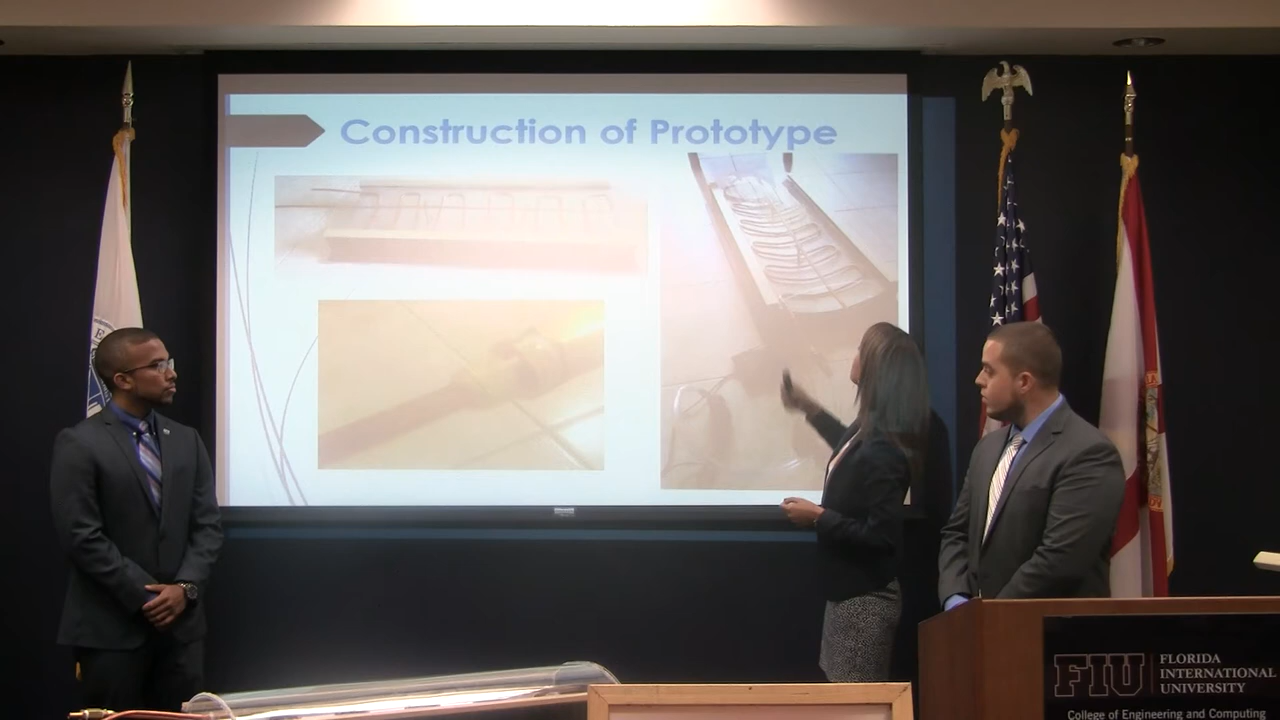 Construction of Prototype
FIU
FLORIDA
INTERNATIONAL
UNIVERSITY
College of Engineering and Computing